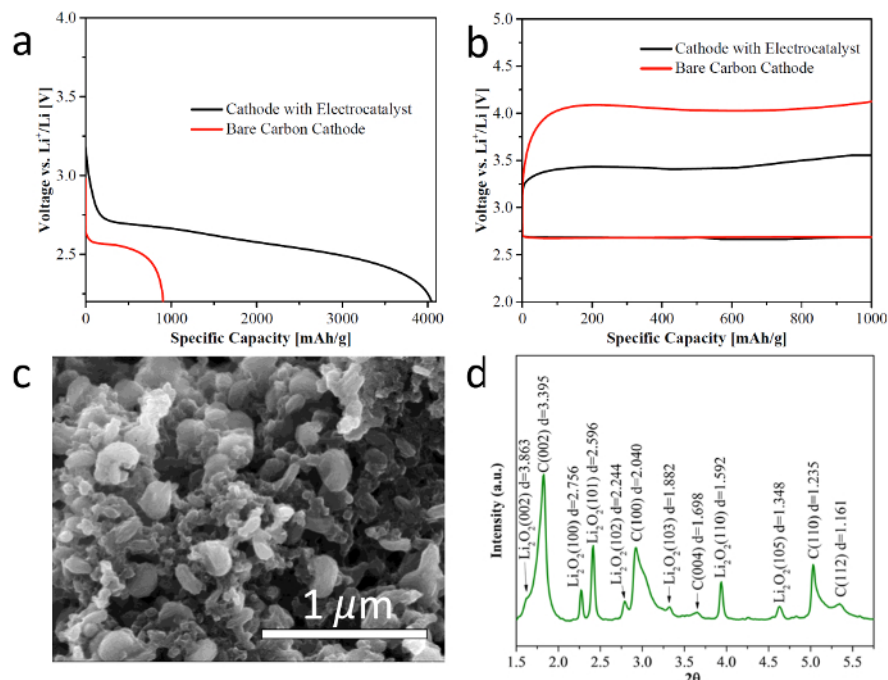 a
4.0
3.5
3.0
2.5
Voltage vs. Li⁺/Li [V]
Cathode with Electrocatalyst
Bare Carbon Cathode
0
1000
2000
3000
4000
Specific Capacity [mAh/g]
b
5.0
4.5
4.0
3.5
3.0
2.5
2.0
Voltage vs. Li⁺/Li [V]
Cathode with Electrocatalyst
Bare Carbon Cathode
0
200
400
600
800
1000
Specific Capacity [mAh/g]
c
1 μm
d
Intensity (a.u.)
Li₂O₂(002) d=3.863
C(002) d=3.395
Li₂O₂(100) d=2.756
Li₂O₂(101) d=2.596
Li₂O₂(102) d=2.244
C(100) d=2.040
Li₂O₂(103) d=1.882
C(004) d=1.698
Li₂O₂(110) d=1.592
Li₂O₂(105) d=1.348
C(110) d=1.235
C(112) d=1.161
1.5
2.0
2.5
3.0
3.5
4.0
4.5
5.0
5.5
2θ